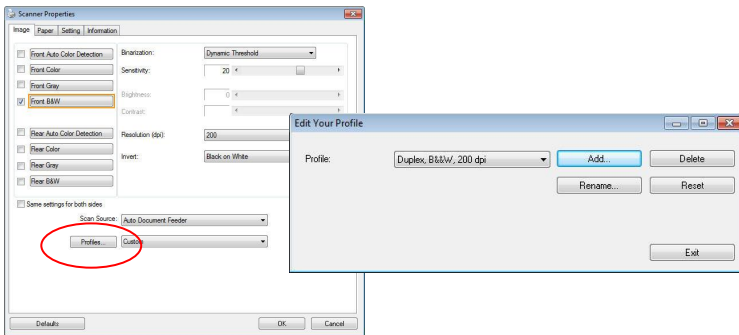 Scanner Properties
Image Paper Setting Information
Front Auto Color Detection
Front Color
Front Gray
Front B&W
Rear Auto Color Detection
Rear Color
Rear Gray
Rear B&W
Binarization: Dynamic Threshold
Sensitivity: 20
Brightness: 0
Contrast:
Resolution (dpi): 200
Invert: Black on White
Same settings for both sides
Scan Source: Auto Document Feeder
Profiles... Custom
Defaults OK Cancel
Edit Your Profile
Profile: Duplex, B&&W, 200 dpi Add... Delete
Rename... Reset
Exit